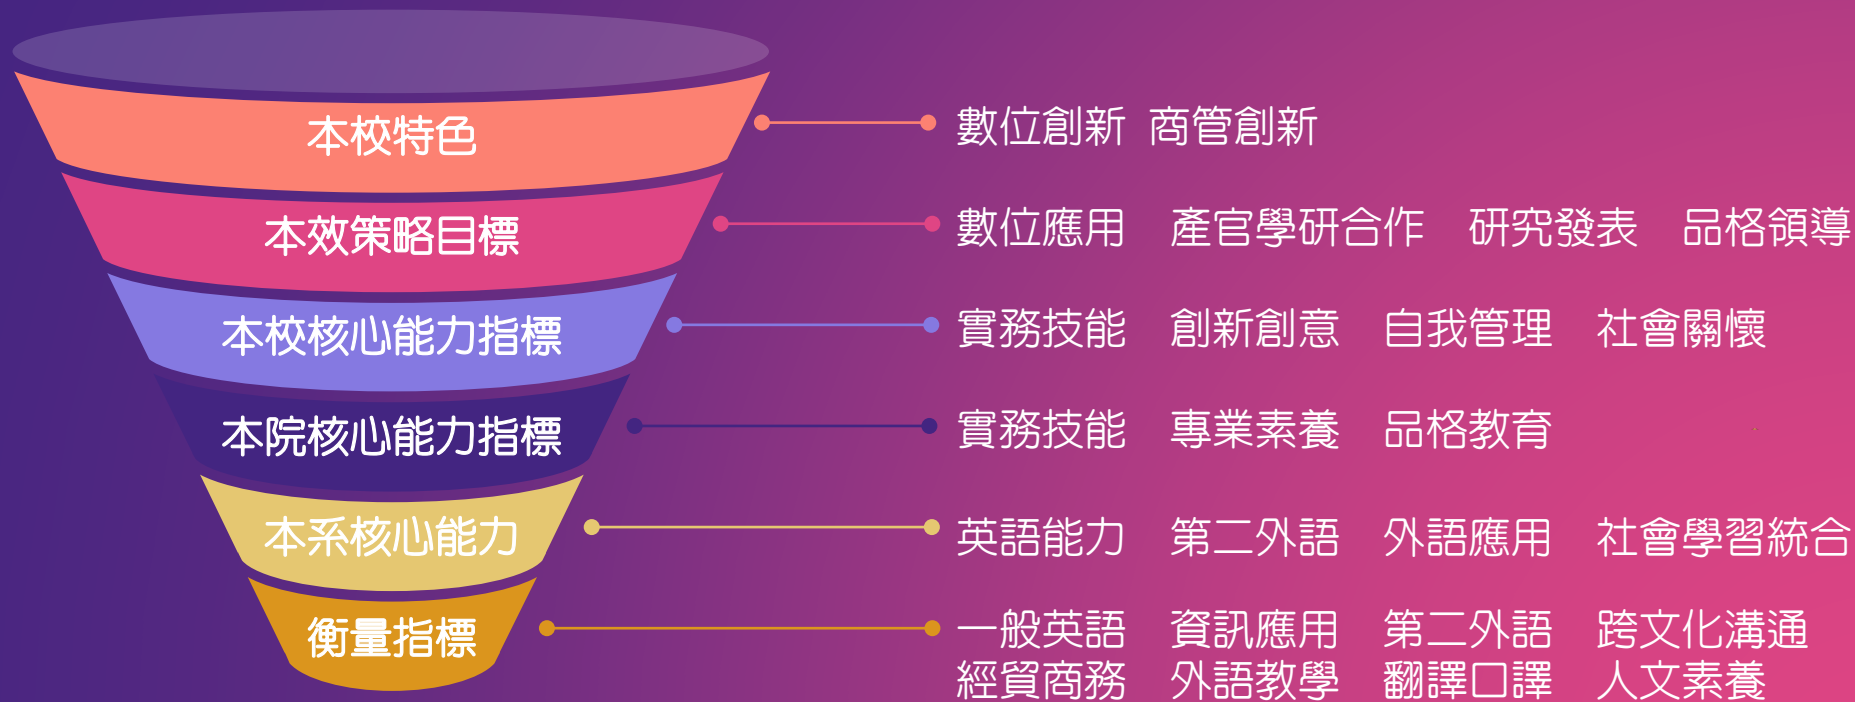 本校特色
數位創新 商管創新
本效策略目標
數位應用 產官學研合作 研究發表 品格領導
本校核心能力指標
實務技能 創新創意 自我管理 社會關懷
本院核心能力指標
實務技能 專業素養 品格教育
本系核心能力
英語能力 第二外語 外語應用 社會學習統合
衡量指標
一般英語 資訊應用 第二外語 跨文化溝通
經貿商務 外語教學 翻譯口譯 人文素養